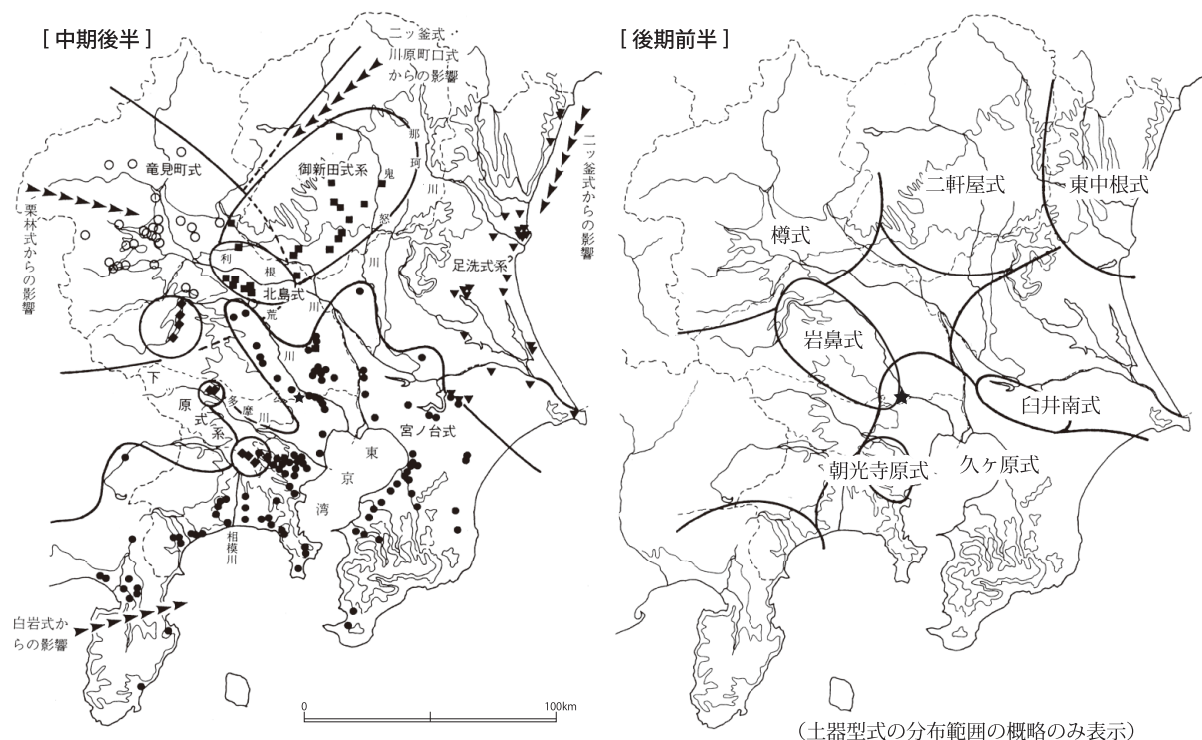 [ 中期後半 ]
二ッ釜式・
川原町口式
からの影響
那珂川
竜見町式
御新田式系
鬼怒川
二ッ釜式からの影響
栗林式からの影響
利根川
足洗式系
北島式
荒川
下原式系
多摩川
宮ノ台式
東京湾
相模川
白岩式か
らの影響
0
100km
[ 後期前半 ]
二軒屋式
東中根式
樽式
岩鼻式
臼井南式
朝光寺原式
久ヶ原式
（土器型式の分布範囲の概略のみ表示）